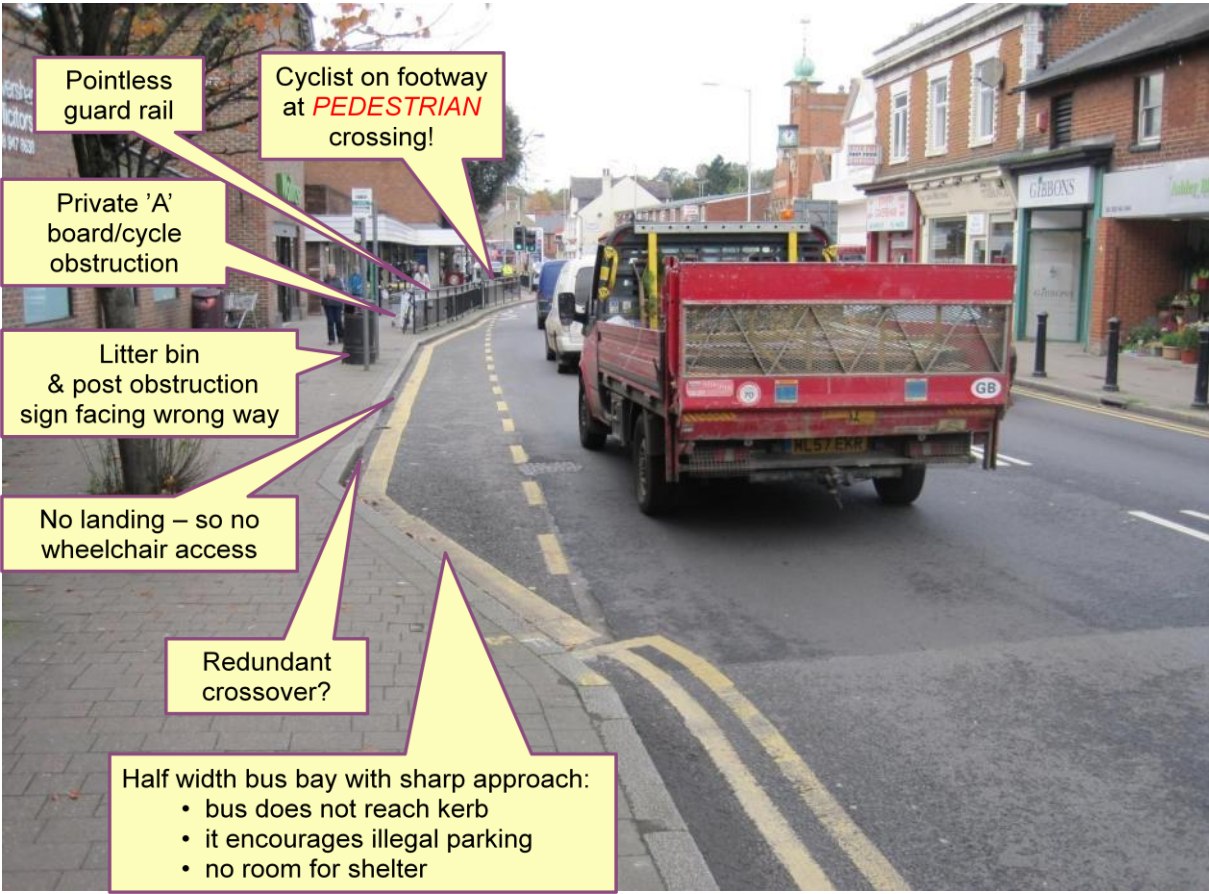 Pointless
guard rail
Cyclist on footway
at PEDESTRIAN
crossing!
Private 'A'
board/cycle
obstruction
Litter bin
& post obstruction
sign facing wrong way
No landing – so no
wheelchair access
Redundant
crossover?
Half width bus bay with sharp approach:
• bus does not reach kerb
• it encourages illegal parking
• no room for shelter
GIBBONS
GB
70
ML57 EKR